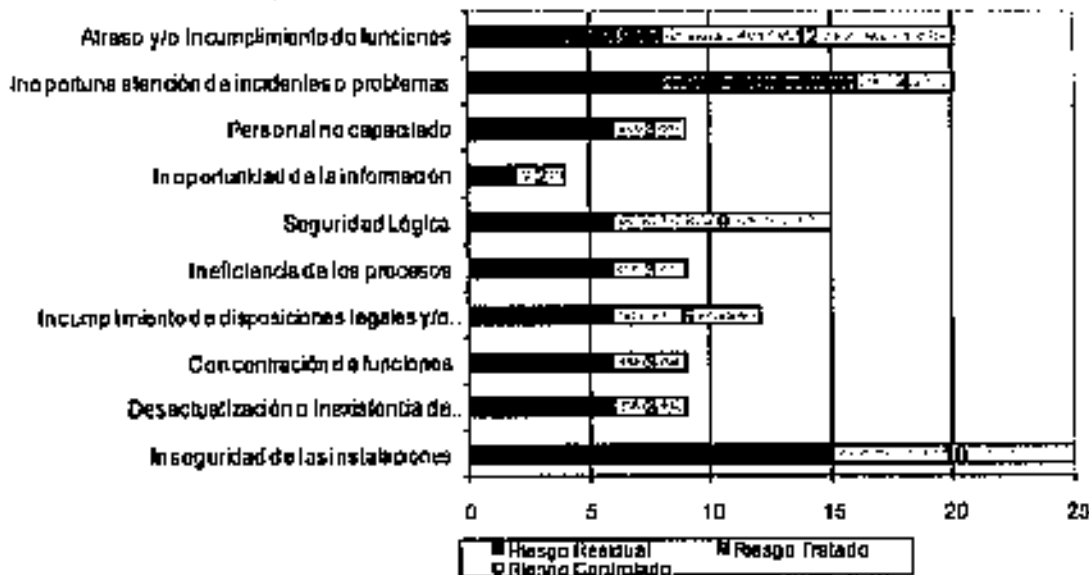 Atraso y/o Incumplimiento de funciones
Inoportuna atención de incidentes o problemas
Personal no capacitado
Inoportunidad de la información
Seguridad Lógica
Ineficiencia de los procesos
Incumplimiento de disposiciones legales y/o..
Concentración de funciones
Desactuetización o Inexistencia de..
Inseguridad de las instalaciones
10
0 5 10 15 20 25
Riesgo Residual Riesgo Tratado
Riesgo Controlado